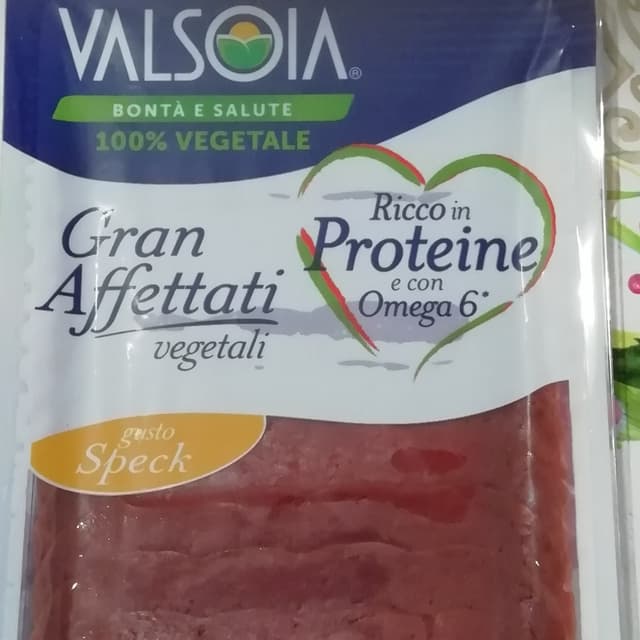 VALSOIA®
BONTÀ E SALUTE
100% VEGETALE
Gran
Affettati
vegetali
Ricco in
Proteine
e con
Omega 6*
gusto
Speck